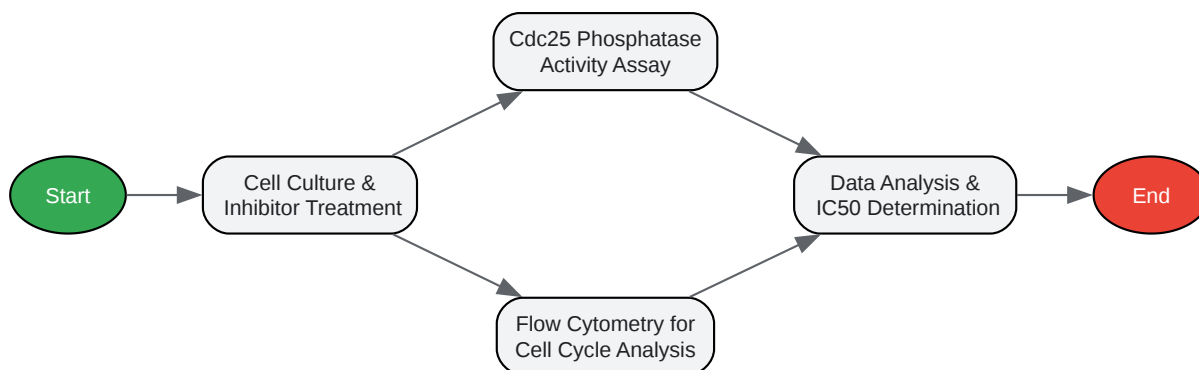 Start
Cell Culture &
Inhibitor Treatment
Cdc25 Phosphatase
Activity Assay
Flow Cytometry for
Cell Cycle Analysis
Data Analysis &
IC50 Determination
End